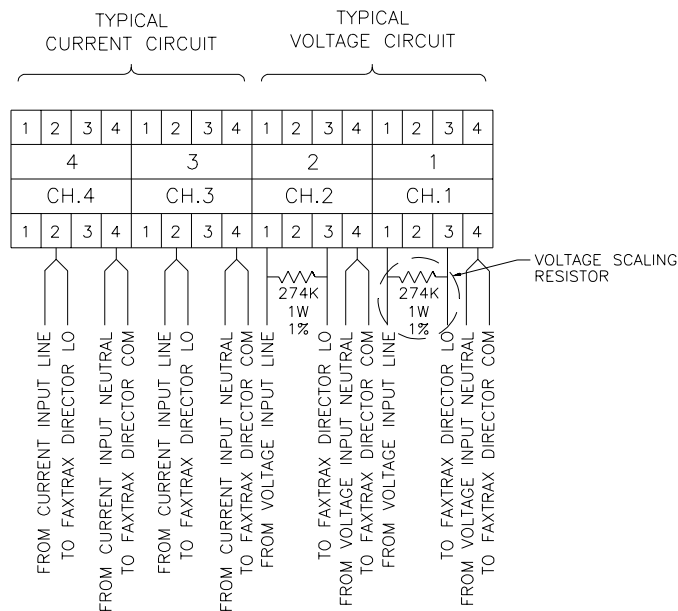 TYPICAL
CURRENT CIRCUIT
TYPICAL
VOLTAGE CIRCUIT
1 2 3 4 1 2 3 4 1 2 3 4 1 2 3 4
4 3 2 1
CH.4 CH.3 CH.2 CH.1
1 2 3 4 1 2 3 4 1 2 3 4 1 2 3 4
VOLTAGE SCALING
RESISTOR
274K
1W
1%
274K
1W
1%
FROM CURRENT INPUT LINE
TO FAXTRAX DIRECTOR LO
FROM CURRENT INPUT NEUTRAL
TO FAXTRAX DIRECTOR COM
FROM CURRENT INPUT LINE
TO FAXTRAX DIRECTOR LO
FROM CURRENT INPUT NEUTRAL
TO FAXTRAX DIRECTOR COM
FROM VOLTAGE INPUT LINE
TO FAXTRAX DIRECTOR LO
FROM VOLTAGE INPUT NEUTRAL
TO FAXTRAX DIRECTOR COM
FROM VOLTAGE INPUT LINE
TO FAXTRAX DIRECTOR LO
FROM VOLTAGE INPUT NEUTRAL
TO FAXTRAX DIRECTOR COM